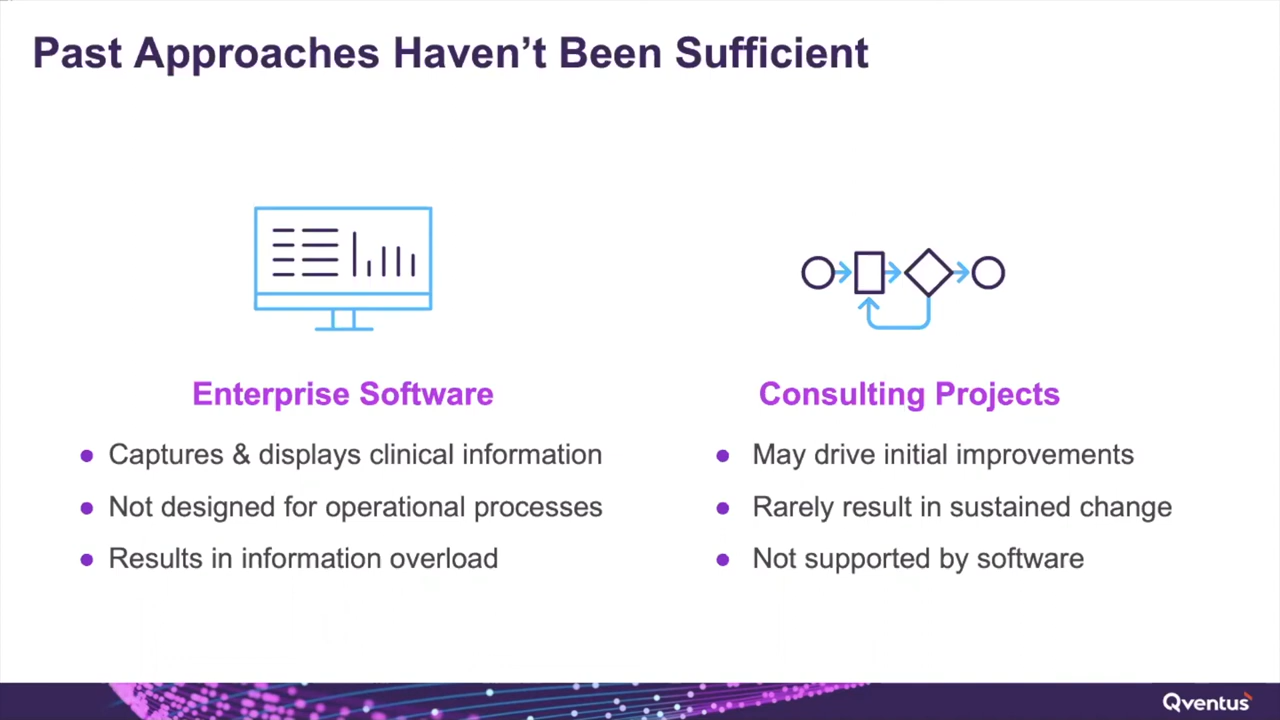 Past Approaches Haven’t Been Sufficient
Enterprise Software
• Captures & displays clinical information
• Not designed for operational processes
• Results in information overload
Consulting Projects
• May drive initial improvements
• Rarely result in sustained change
• Not supported by software
Qventus